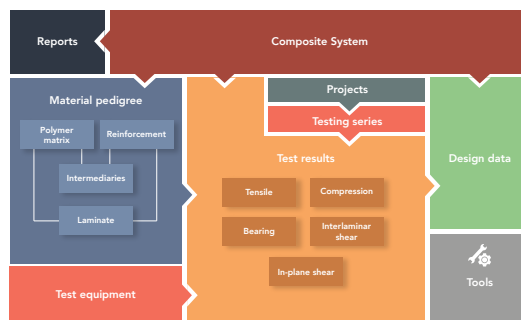 Reports
Composite System
Material pedigree
Polymer
matrix
Reinforcement
Intermediaries
Laminate
Test equipment
Projects
Testing series
Test results
Tensile
Compression
Bearing
Interlaminar
shear
In-plane shear
Design data
Tools